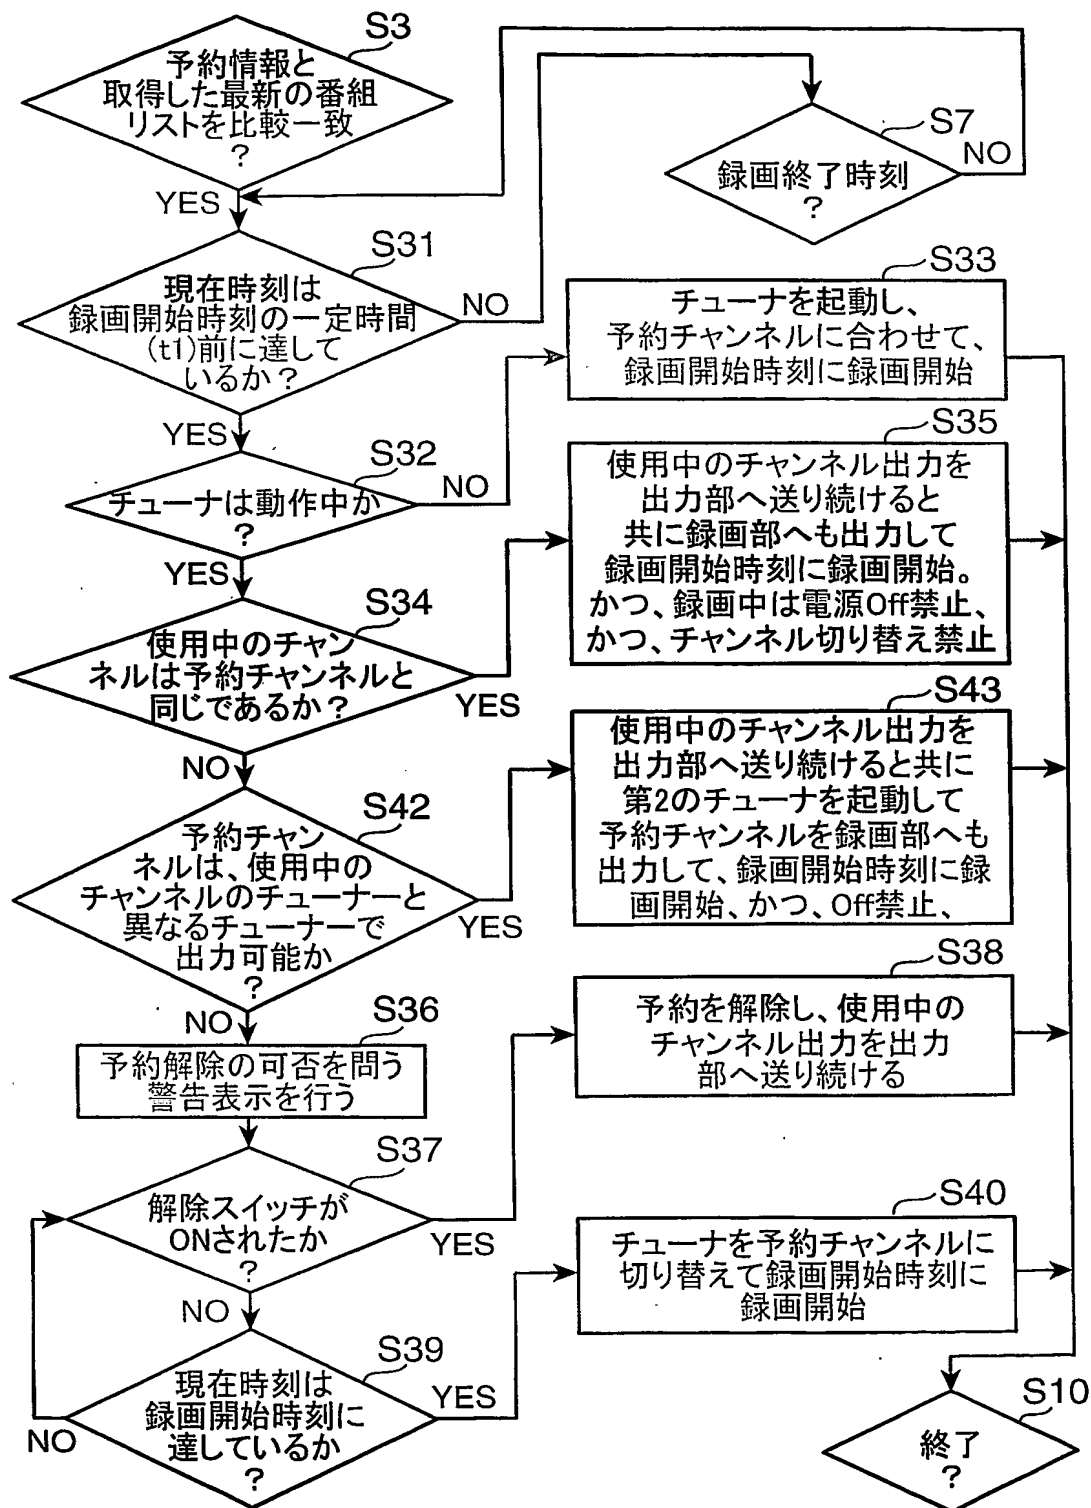 S3
予約情報と
取得した最新の番組
リストを比較一致
?
YES
S7
録画終了時刻
?
NO
S31
現在時刻は
録画開始時刻の一定時間
(t1)前に達して
いるか?
NO
YES
S33
チューナを起動し、
予約チャンネルに合わせて、
録画開始時刻に録画開始
S32
チューナは動作中か
?
NO
YES
S35
使用中のチャンネル出力を
出力部へ送り続けると
共に録画部へも出力して
録画開始時刻に録画開始。
かつ、録画中は電源Off禁止、
かつ、チャンネル切り替え禁止
S34
使用中のチャン
ネルは予約チャンネルと
同じであるか?
YES
NO
S43
使用中のチャンネル出力を
出力部へ送り続けると共に
第2のチューナを起動して
予約チャンネルを録画部へも
出力して、録画開始時刻に録
画開始、かつ、Off禁止、
S42
予約チャン
ネルは、使用中の
チャンネルのチューナーと
異なるチューナーで
出力可能か
?
YES
NO
S36
予約解除の可否を問う
警告表示を行う
S38
予約を解除し、使用中の
チャンネル出力を出力
部へ送り続ける
S37
解除スイッチが
ONされたか
?
YES
NO
S40
チューナを予約チャンネルに
切り替えて録画開始時刻に
録画開始
S39
現在時刻は
録画開始時刻に
達しているか
?
YES
NO
S10
終了
?